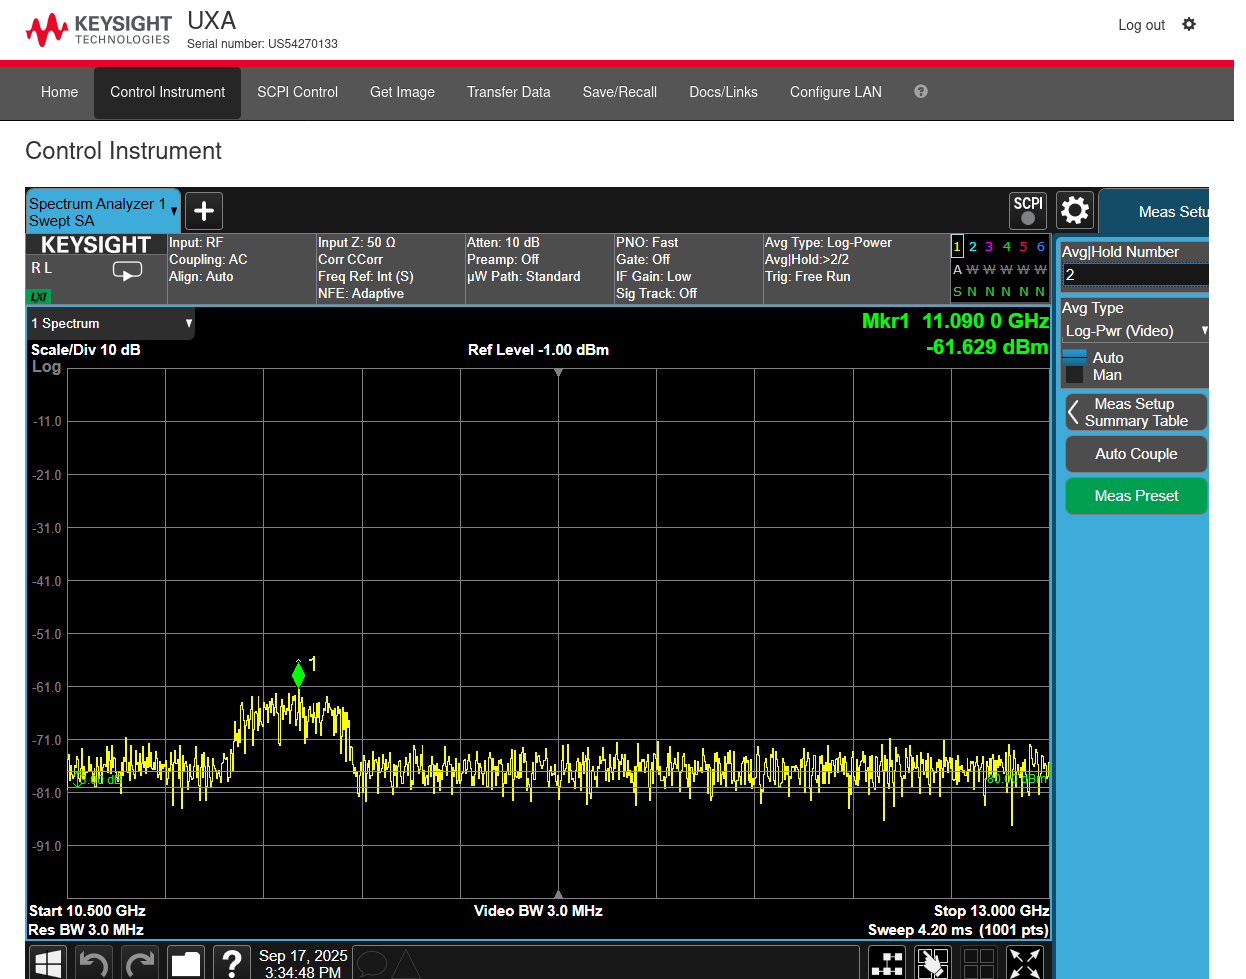 KEYSIGHT
TECHNOLOGIES
UXA
Serial number: US54270133
Log out
Home
Control Instrument
SCPI Control
Get Image
Transfer Data
Save/Recall
Docs/Links
Configure LAN
?
Control Instrument
Spectrum Analyzer 1
Swept SA
+
SCPI
Meas Setu
KEYSIGHT
R L
LXI
Input: RF
Coupling: AC
Align: Auto
Input Z: 50 Ω
Corr CCorr
Freq Ref: Int (S)
NFE: Adaptive
Atten: 10 dB
Preamp: Off
µW Path: Standard
PNO: Fast
Gate: Off
IF Gain: Low
Sig Track: Off
Avg Type: Log-Power
Avg|Hold:>2/2
Trig: Free Run
1 2 3 4 5 6
A W W W W W
S N N N N N
Avg|Hold Number
2
Avg Type
Log-Pwr (Video)
Auto
Man
Meas Setup
Summary Table
Auto Couple
Meas Preset
1 Spectrum
Mkr1 11.090 0 GHz
-61.629 dBm
Scale/Div 10 dB
Ref Level -1.00 dBm
Log
-11.0
-21.0
-31.0
-41.0
-51.0
1
-61.0
-71.0
-81.0
-91.0
Start 10.500 GHz
Video BW 3.0 MHz
Stop 13.000 GHz
Res BW 3.0 MHz
Sweep 4.20 ms (1001 pts)
?
Sep 17, 2025
3:34:48 PM